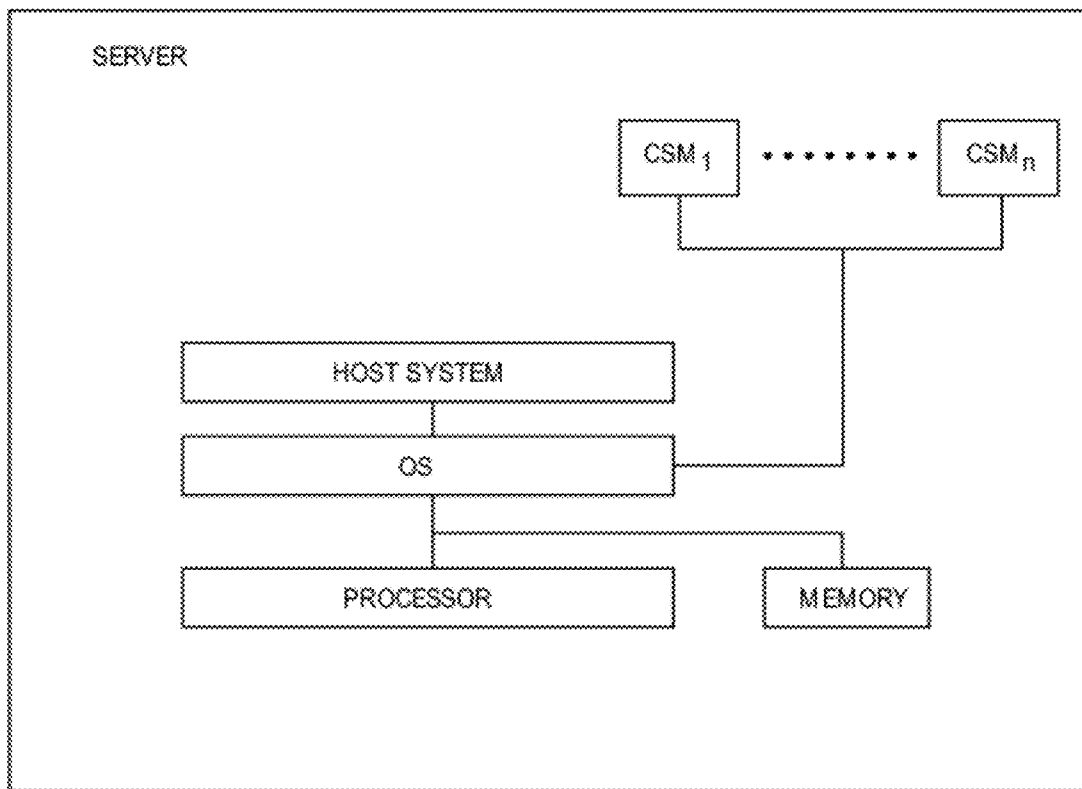 SERVER
CSM1 ........ CSMn
HOST SYSTEM
OS
PROCESSOR
MEMORY